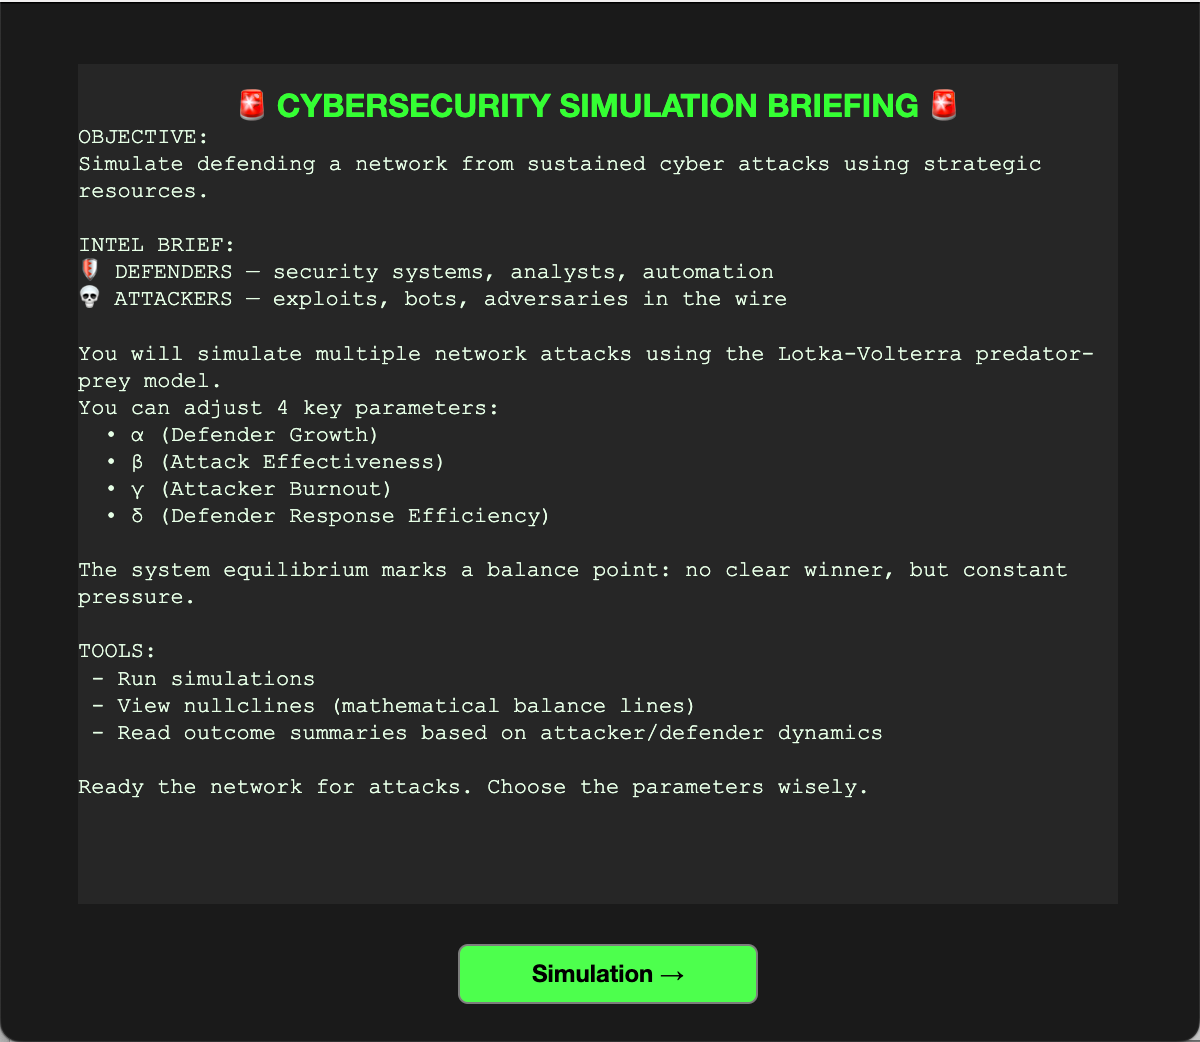 🚨 CYBERSECURITY SIMULATION BRIEFING 🚨
OBJECTIVE:
Simulate defending a network from sustained cyber attacks using strategic
resources.
INTEL BRIEF:
🛡 DEFENDERS — security systems, analysts, automation
💀 ATTACKERS — exploits, bots, adversaries in the wire
You will simulate multiple network attacks using the Lotka-Volterra predator-
prey model.
You can adjust 4 key parameters:
• α (Defender Growth)
• β (Attack Effectiveness)
• γ (Attacker Burnout)
• δ (Defender Response Efficiency)
The system equilibrium marks a balance point: no clear winner, but constant
pressure.
TOOLS:
– Run simulations
– View nullclines (mathematical balance lines)
– Read outcome summaries based on attacker/defender dynamics
Ready the network for attacks. Choose the parameters wisely.
Simulation →